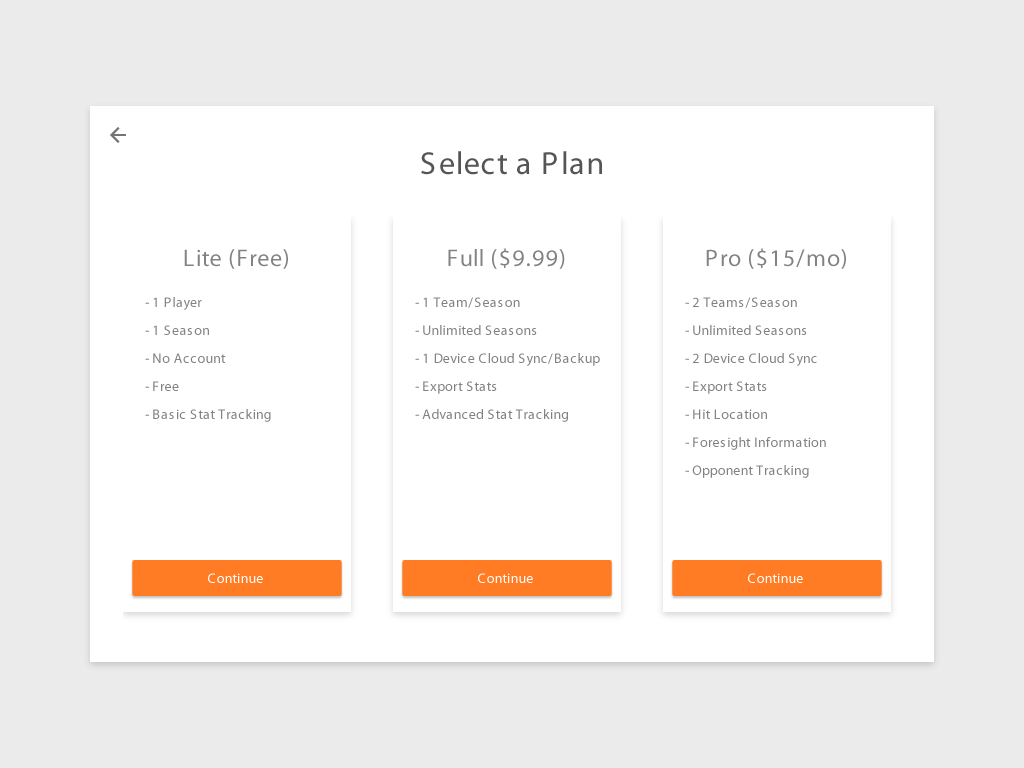 Select a Plan
Lite (Free)
- 1 Player
- 1 Season
- No Account
- Free
- Basic Stat Tracking
Continue
Full ($9.99)
- 1 Team/Season
- Unlimited Seasons
- 1 Device Cloud Sync/Backup
- Export Stats
- Advanced Stat Tracking
Continue
Pro ($15/mo)
- 2 Teams/Season
- Unlimited Seasons
- 2 Device Cloud Sync
- Export Stats
- Hit Location
- Foresight Information
- Opponent Tracking
Continue